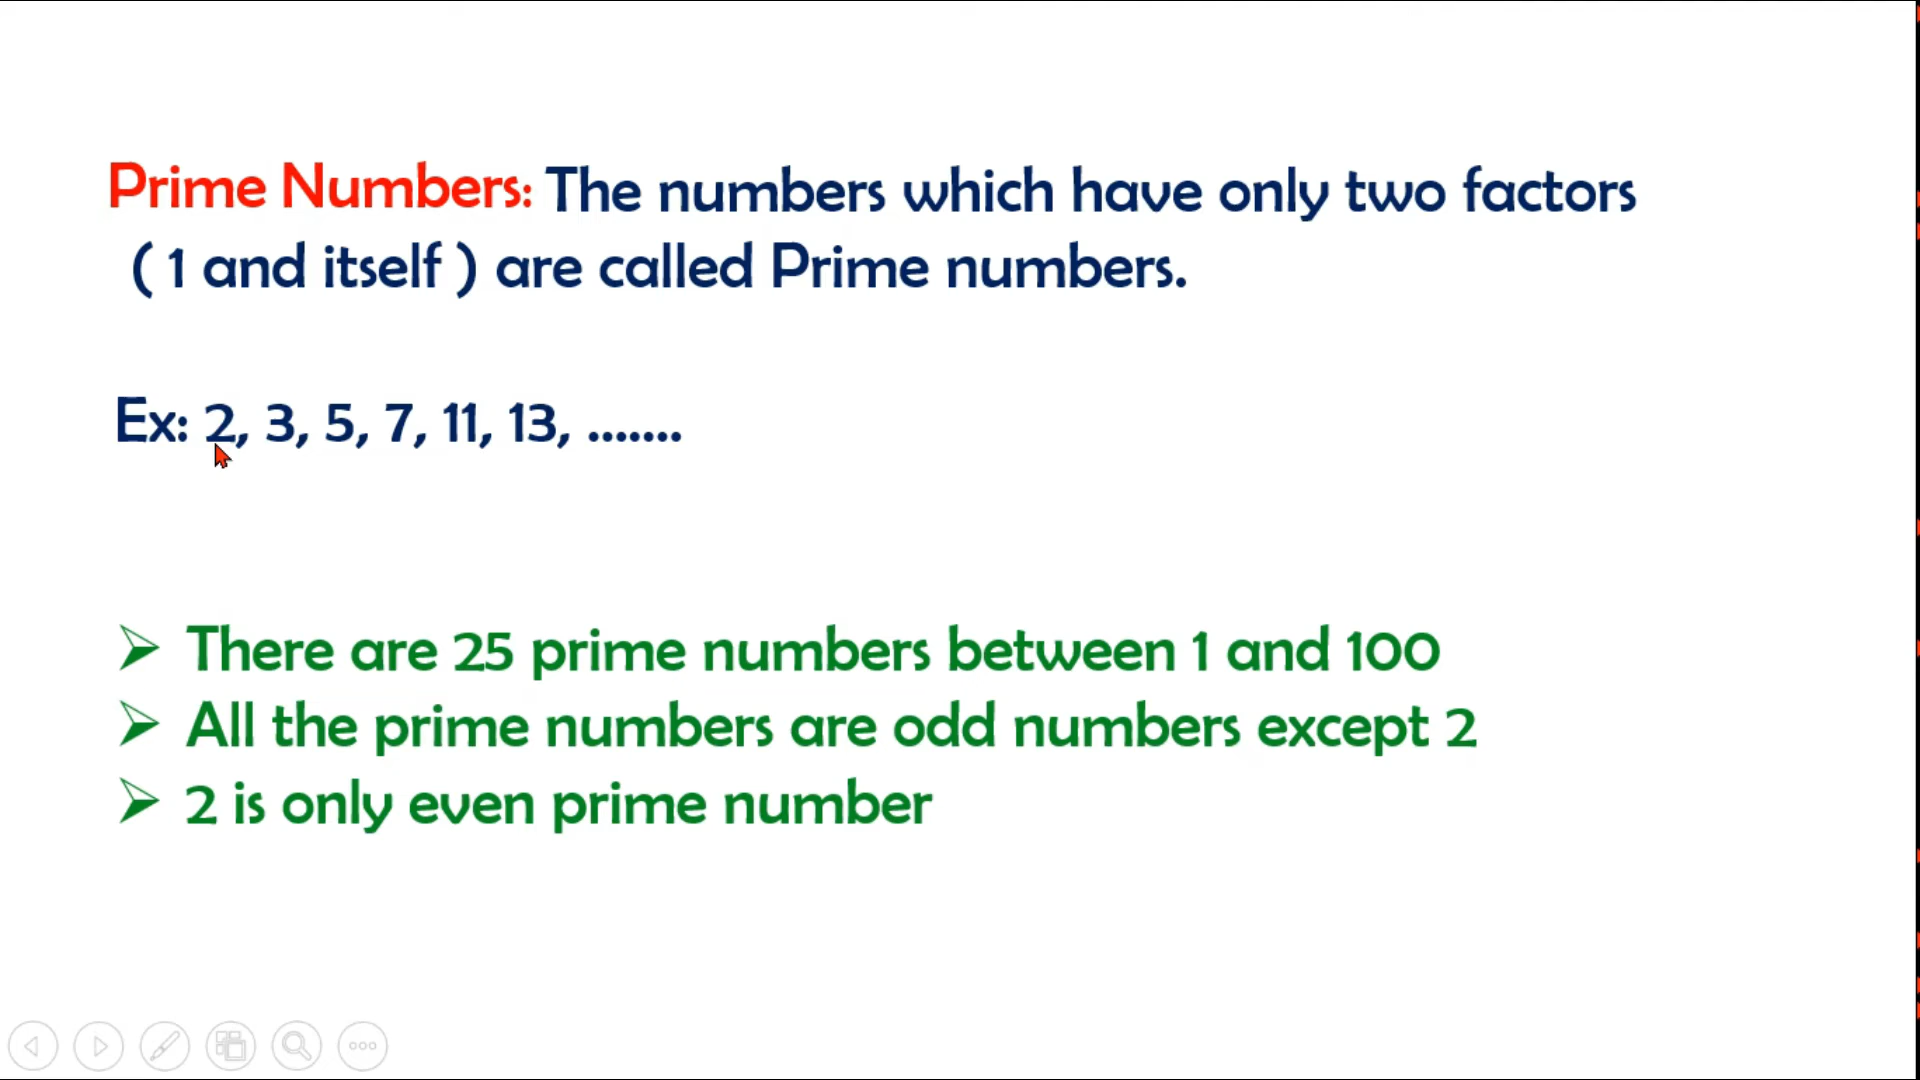 Prime Numbers: The numbers which have only two factors
( 1 and itself ) are called Prime numbers.
Ex: 2, 3, 5, 7, 11, 13, .......
➢ There are 25 prime numbers between 1 and 100
➢ All the prime numbers are odd numbers except 2
➢ 2 is only even prime number